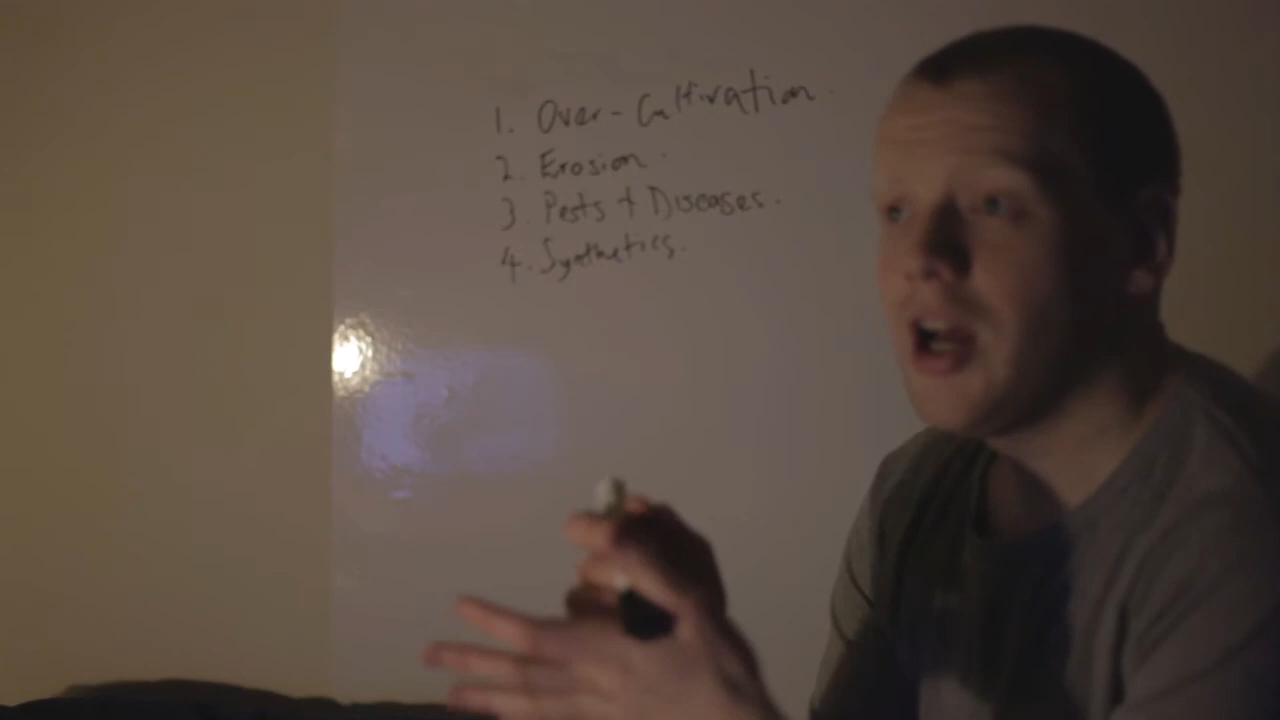 1. Over-Cultivation.
2. Erosion.
3. Pests + Diseases.
4. Synthetics.